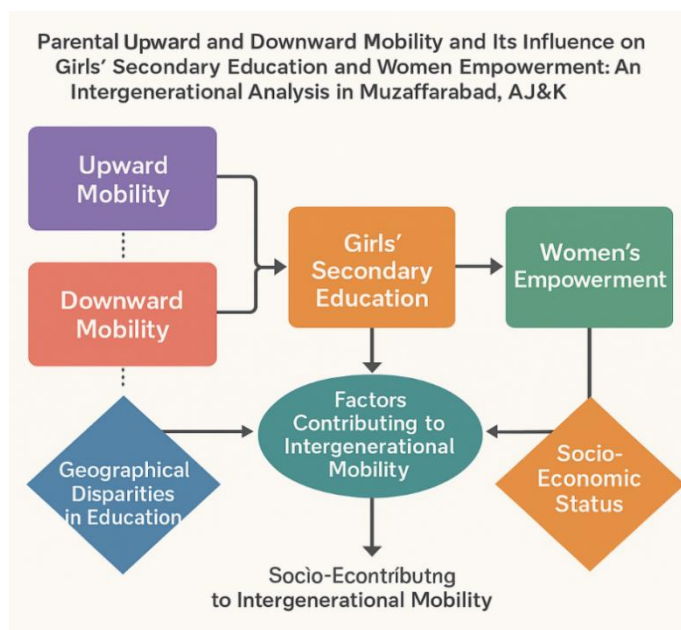 Parental Upward and Downward Mobility and Its Influence on
Girls' Secondary Education and Women Empowerment: An
Intergenerational Analysis in Muzaffarabad, AJ&K
Upward
Mobility
Downward
Mobility
Girls'
Secondary
Education
Women's
Empowerment
Geographical
Disparities
in Education
Factors
Contributing to
Intergenerational
Mobility
Socio-
Economic
Status
Socìo-Econtríbutng
to Intergenerational Mobility